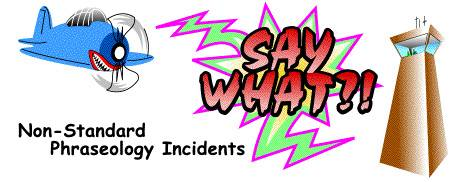 SAY
WHAT?!
Non-Standard
Phraseology Incidents